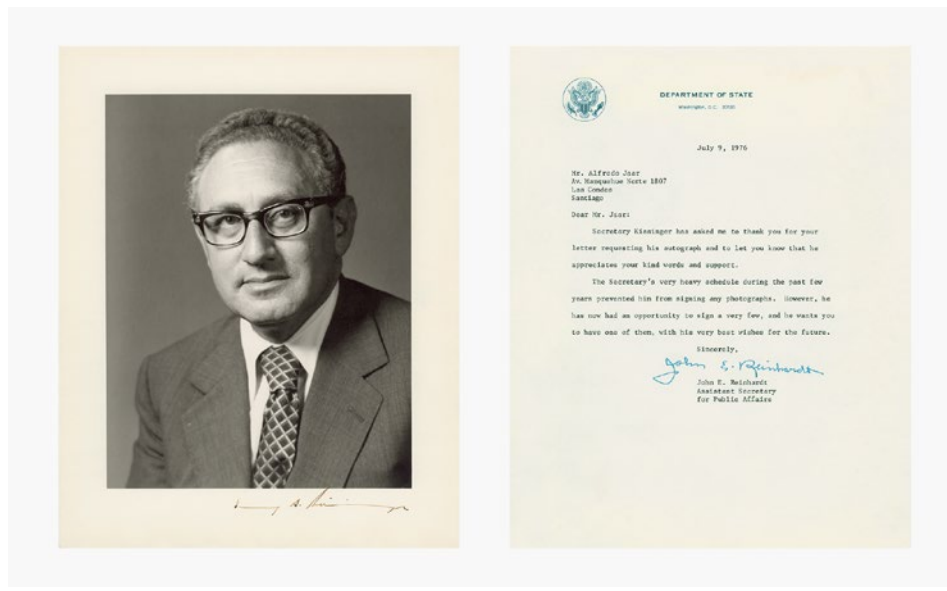 DEPARTMENT OF STATE
Washington, D.C. 20520
July 9, 1976
Mr. Alfredo Jaar
Av. Manquehue Norte 1807
Las Condes
Santiago
Dear Mr. Jaar:
Secretary Kissinger has asked me to thank you for your
letter requesting his autograph and to let you know that he
appreciates your kind words and support.
The Secretary's very heavy schedule during the past few
years prevented him from signing any photographs. However, he
has now had an opportunity to sign a very few, and he wants you
to have one of them, with his very best wishes for the future.
Sincerely,
John E. Reinhardt
John E. Reinhardt
Assistant Secretary
for Public Affairs